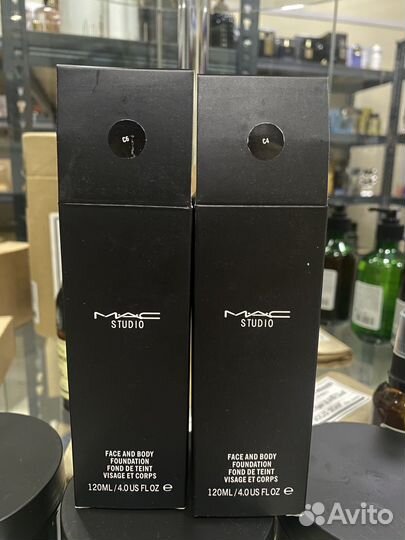 C5
C4
MAC
STUDIO
FACE AND BODY
FOUNDATION
FOND DE TEINT
VISAGE ET CORPS
120ML / 4.0 US FL OZ ℮
MAC
STUDIO
FACE AND BODY
FOUNDATION
FOND DE TEINT
VISAGE ET CORPS
120ML / 4.0 US FL OZ ℮
Avito